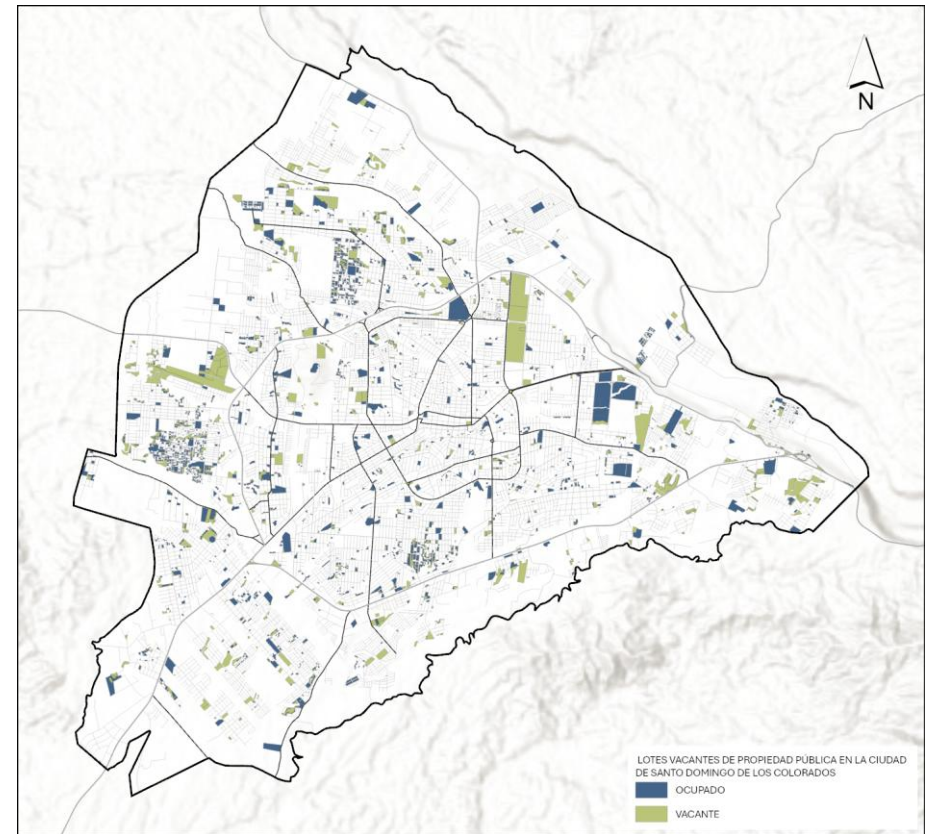 N
LOTES VACANTES DE PROPIEDAD PÚBLICA EN LA CIUDAD
DE SANTO DOMINGO DE LOS COLORADOS
OCUPADO
VACANTE